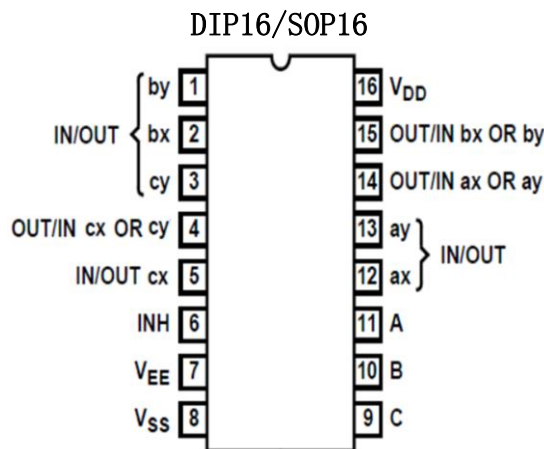 DIP16/SOP16
by 1 16 VDD
IN/OUT bx 2 15 OUT/IN bx OR by
cy 3 14 OUT/IN ax OR ay
OUT/IN cx OR cy 4 13 ay
IN/OUT
IN/OUT cx 5 12 ax
INH 6 11 A
VEE 7 10 B
VSS 8 9 C